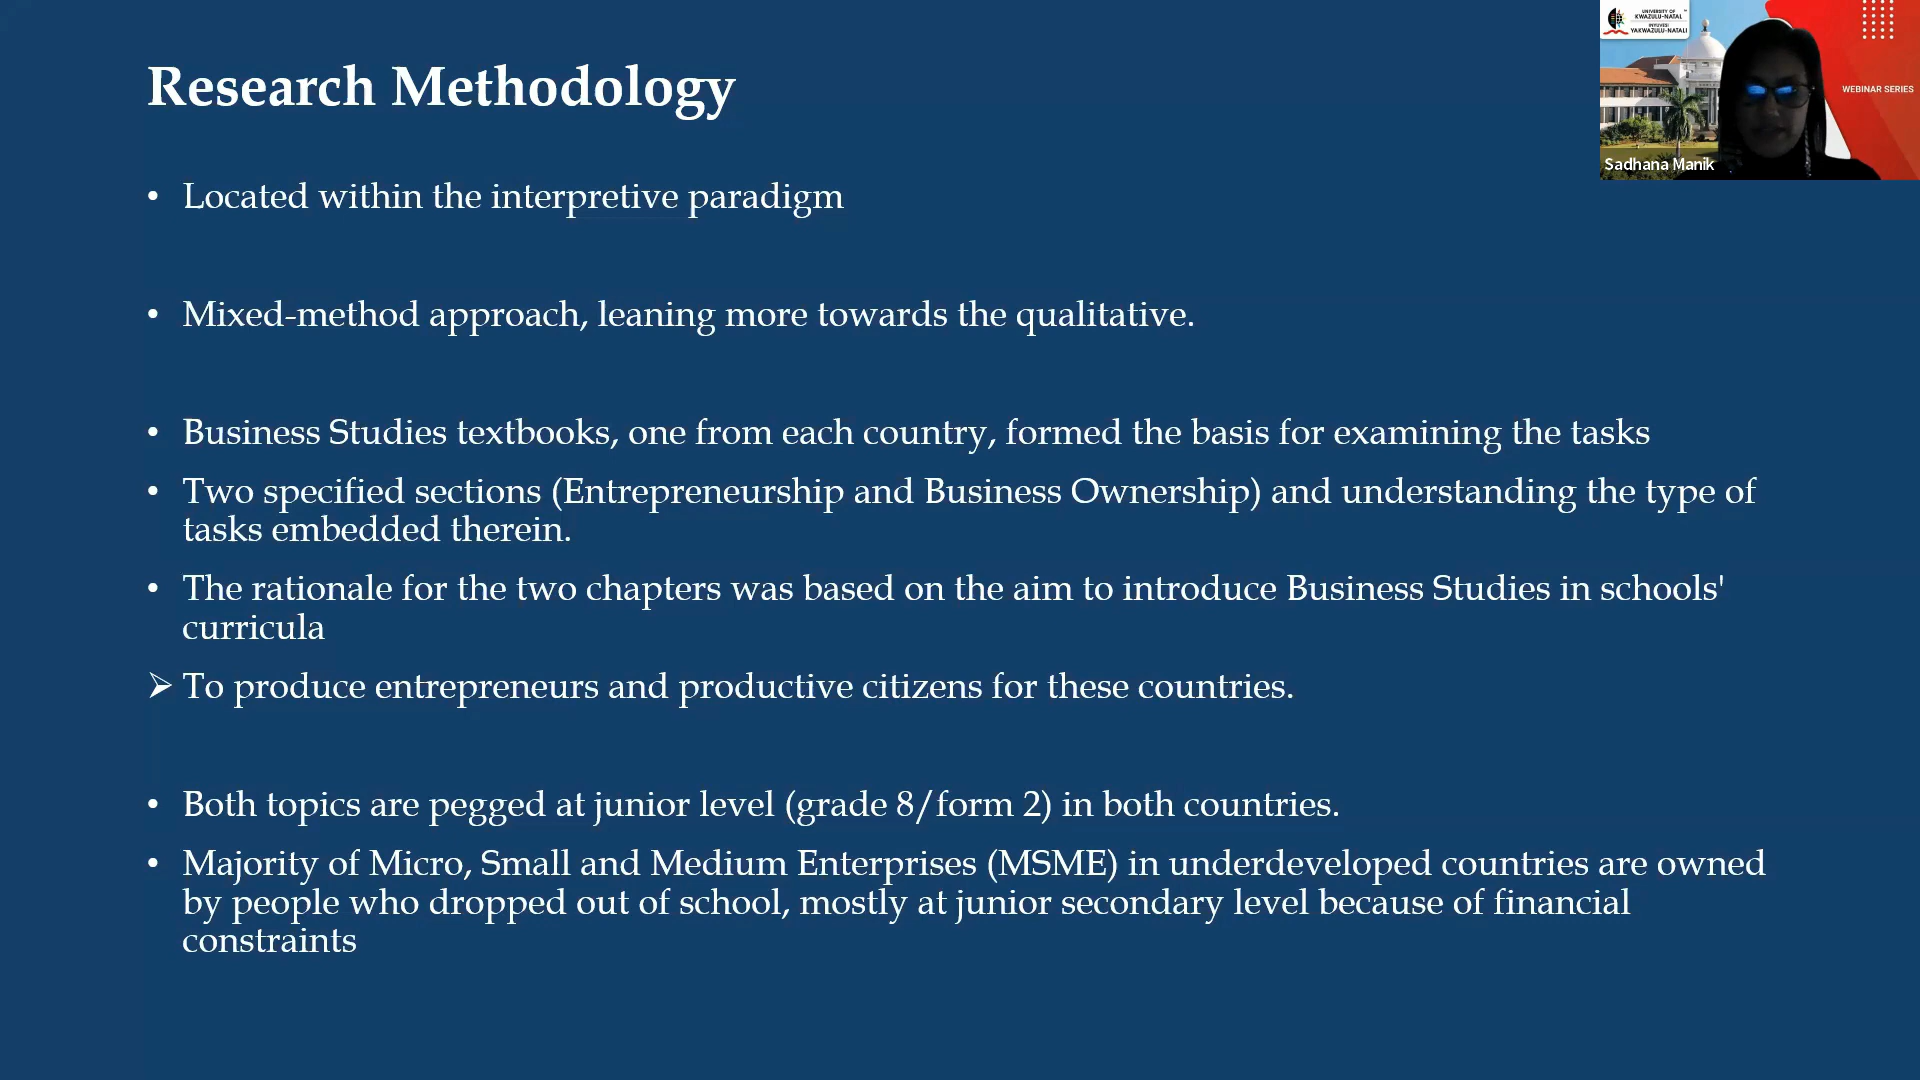 Research Methodology
• Located within the interpretive paradigm
• Mixed-method approach, leaning more towards the qualitative.
• Business Studies textbooks, one from each country, formed the basis for examining the tasks
• Two specified sections (Entrepreneurship and Business Ownership) and understanding the type of
tasks embedded therein.
• The rationale for the two chapters was based on the aim to introduce Business Studies in schools'
curricula
➢ To produce entrepreneurs and productive citizens for these countries.
• Both topics are pegged at junior level (grade 8/form 2) in both countries.
• Majority of Micro, Small and Medium Enterprises (MSME) in underdeveloped countries are owned
by people who dropped out of school, mostly at junior secondary level because of financial
constraints
UNIVERSITY OF
KWAZULU-NATAL
INYUVESI
YAKWAZULU-NATALI
WEBINAR SERIES
Sadhana Manik